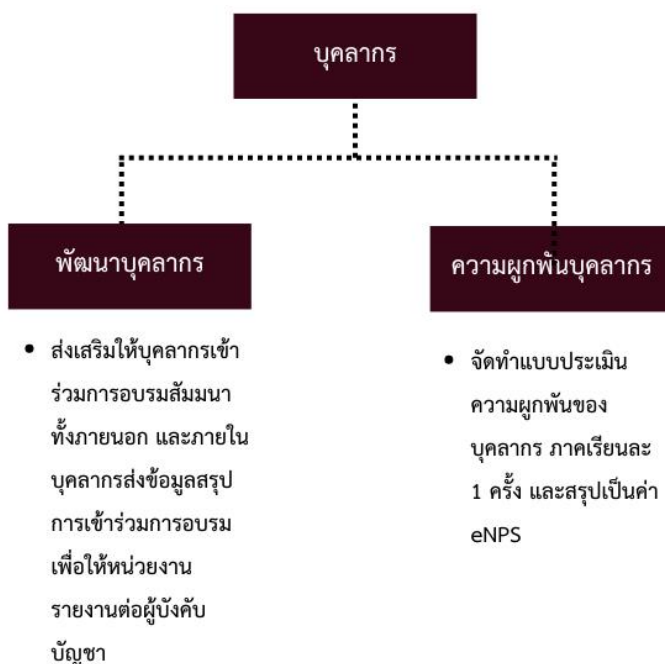 บุคลากร
พัฒนาบุคลากร
• ส่งเสริมให้บุคลากรเข้า
ร่วมการอบรมสัมมนา
ทั้งภายนอก และภายใน
บุคลากรส่งข้อมูลสรุป
การเข้าร่วมการอบรม
เพื่อให้หน่วยงาน
รายงานต่อผู้บังคับ
บัญชา
ความผูกพันบุคลากร
• จัดทำแบบประเมิน
ความผูกพันของ
บุคลากร ภาคเรียนละ
1 ครั้ง และสรุปเป็นค่า
eNPS